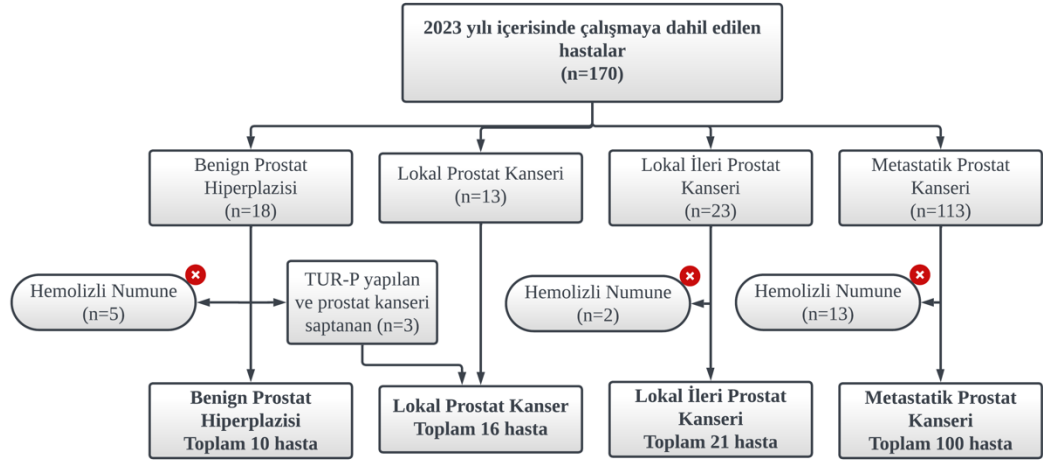 2023 yılı içerisinde çalışmaya dahil edilen
hastalar
(n=170)
Benign Prostat
Hiperplazisi
(n=18)
Lokal Prostat Kanseri
(n=13)
Lokal İleri Prostat
Kanseri
(n=23)
Metastatik Prostat
Kanseri
(n=113)
Hemolizli Numune
(n=5)
TUR-P yapılan
ve prostat kanseri
saptanan (n=3)
Hemolizli Numune
(n=2)
Hemolizli Numune
(n=13)
Benign Prostat
Hiperplazisi
Toplam 10 hasta
Lokal Prostat Kanser
Toplam 16 hasta
Lokal İleri Prostat
Kanseri
Toplam 21 hasta
Metastatik Prostat
Kanseri
Toplam 100 hasta